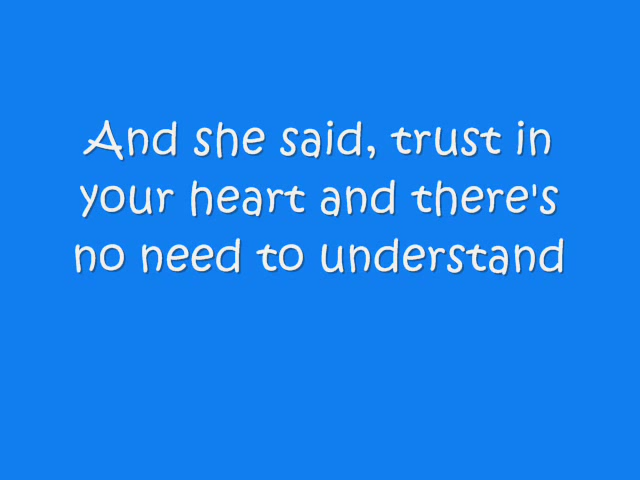 And she said, trust in
your heart and there's
no need to understand